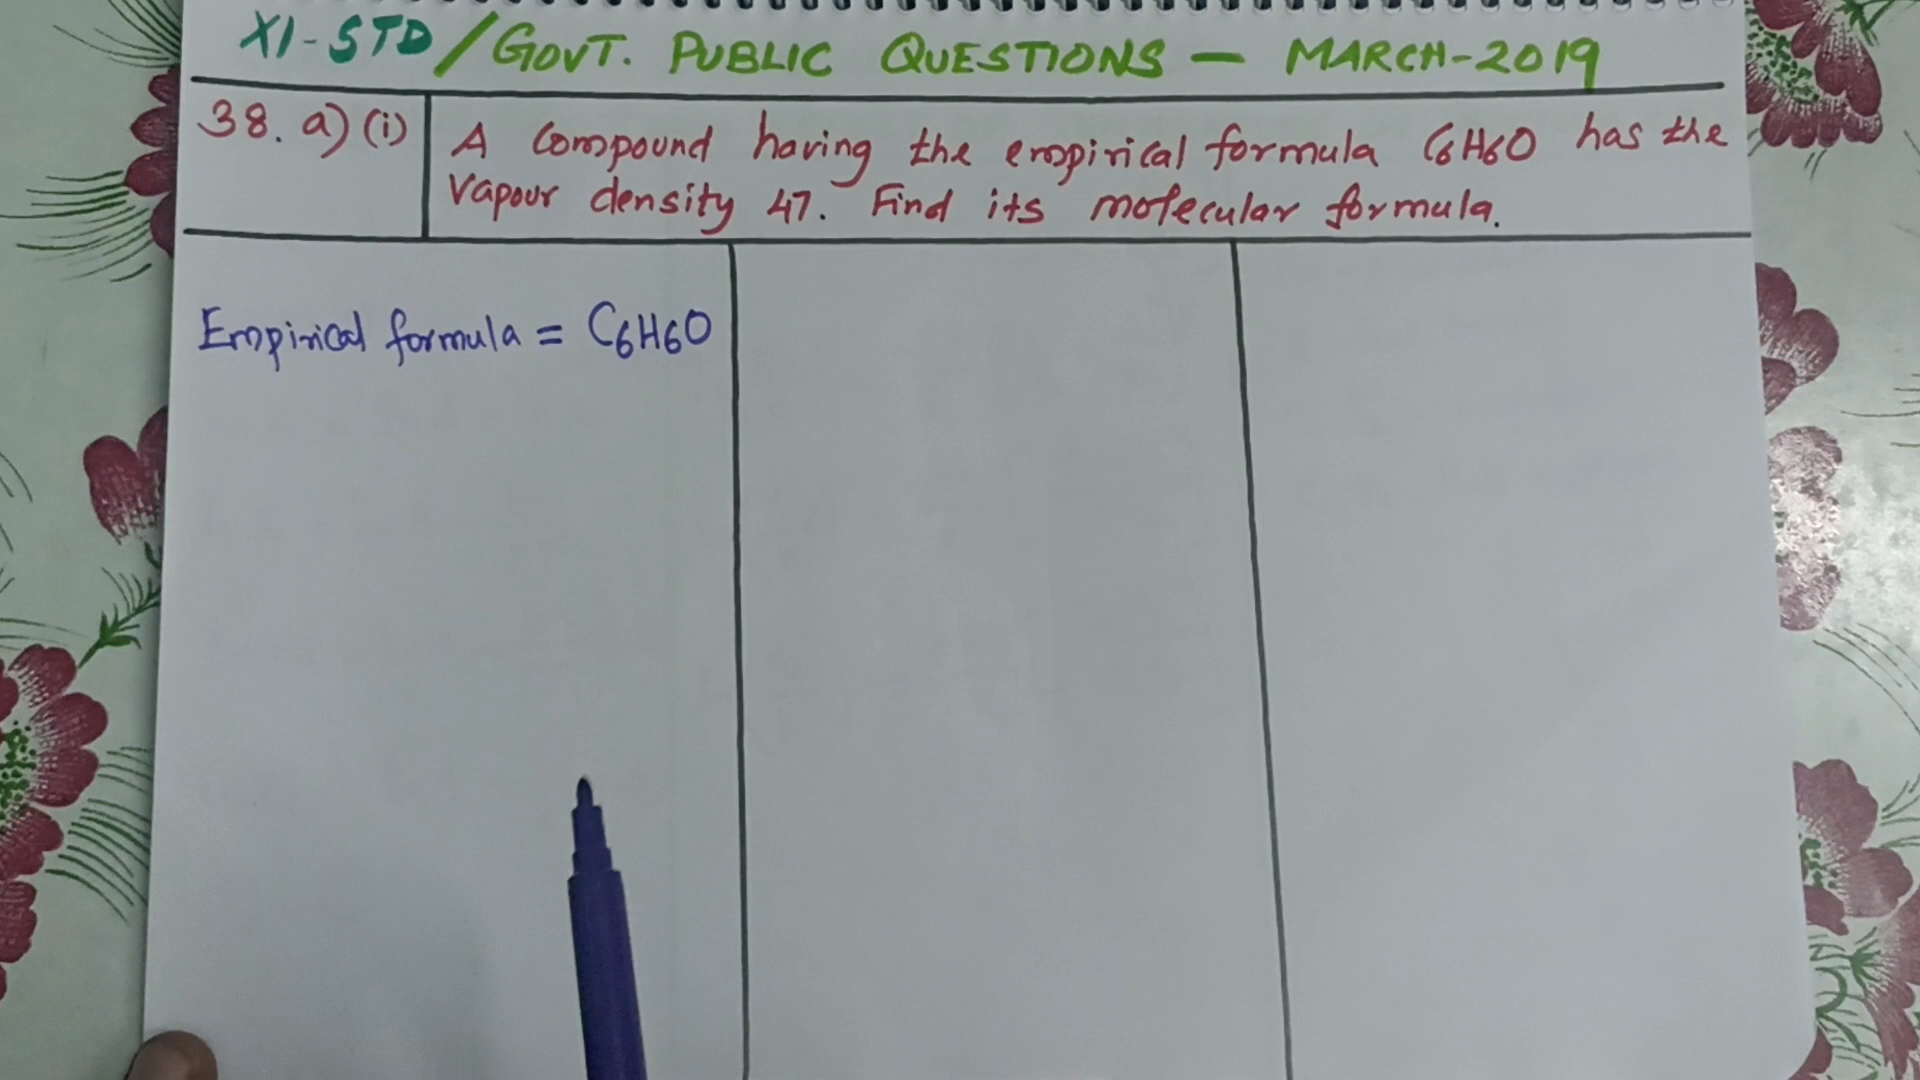 XI-STD/GOVT. PUBLIC QUESTIONS – MARCH-2019
38. a) (i) A compound having the empirical formula C6H6O has the
Vapour density 47. Find its molecular formula.
Empirical formula = C6H6O